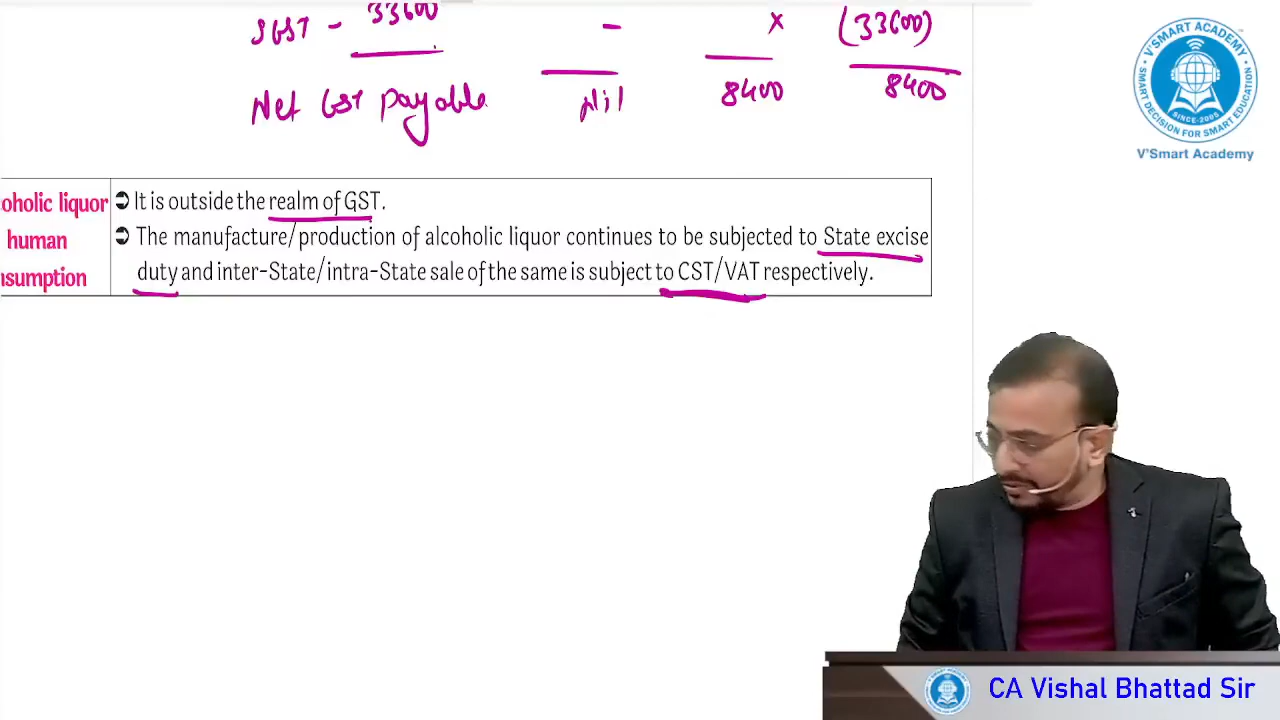 SGST - 33600 - × (33600)
Net GST payable Nil 8400 8400
V'SMART ACADEMY
SMART DECISION FOR SMART EDUCATION
SINCE-2005
V'Smart Academy
oholic liquor
human
nsumption
➲ It is outside the realm of GST.
➲ The manufacture/production of alcoholic liquor continues to be subjected to State excise
duty and inter-State/intra-State sale of the same is subject to CST/VAT respectively.
CA Vishal Bhattad Sir